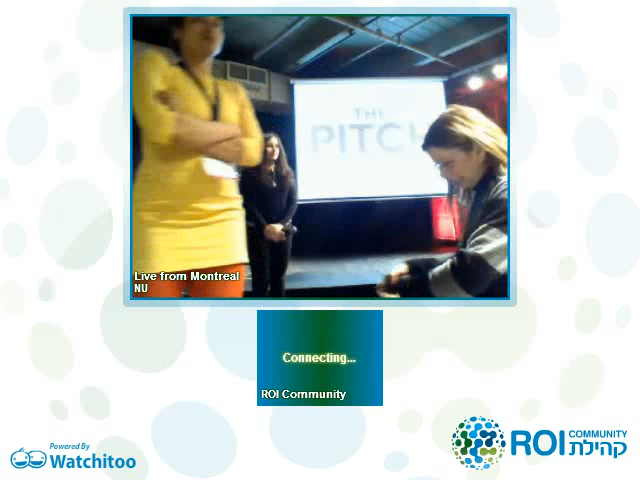 THE
PITCH
Live from Montreal
NU
Connecting...
ROI Community
Powered By
Watchitoo
ROI COMMUNITY
קהילת